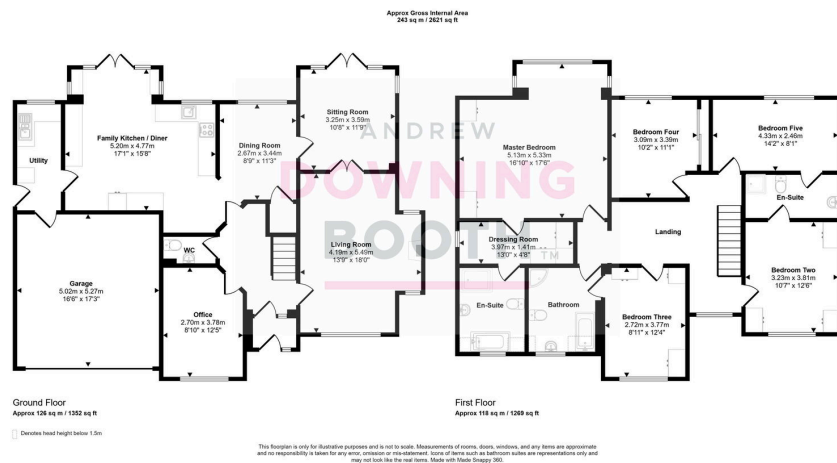 Approx Gross Internal Area
243 sq m / 2621 sq ft
Family Kitchen / Diner
5.20m x 4.77m
17'1" x 15'8"
Utility
Dining Room
2.67m x 3.44m
8'9" x 11'3"
Sitting Room
3.25m x 3.59m
10'8" x 11'9"
Living Room
4.19m x 5.49m
13'9" x 18'0"
WC
Garage
5.02m x 5.27m
16'6" x 17'3"
Office
2.70m x 3.78m
8'10" x 12'5"
Ground Floor
Approx 126 sq m / 1352 sq ft
Denotes head height below 1.5m
Master Bedroom
5.13m x 5.33m
16'10" x 17'6"
Bedroom Four
3.09m x 3.39m
10'2" x 11'1"
Bedroom Five
4.33m x 2.46m
14'2" x 8'1"
En-Suite
Dressing Room
3.97m x 1.41m
13'0" x 4'8"
Landing
Bedroom Two
3.23m x 3.81m
10'7" x 12'6"
En-Suite
Bathroom
Bedroom Three
2.72m x 3.77m
8'11" x 12'4"
First Floor
Approx 118 sq m / 1269 sq ft
ANDREW
DOWNING
BOOTH
TM
This floorplan is only for illustrative purposes and is not to scale. Measurements of rooms, doors, windows, and any items are approximate
and no responsibility is taken for any error, omission or mis-statement. Icons of items such as bathroom suites are representations only and
may not look like the real items. Made with Made Snappy 360.